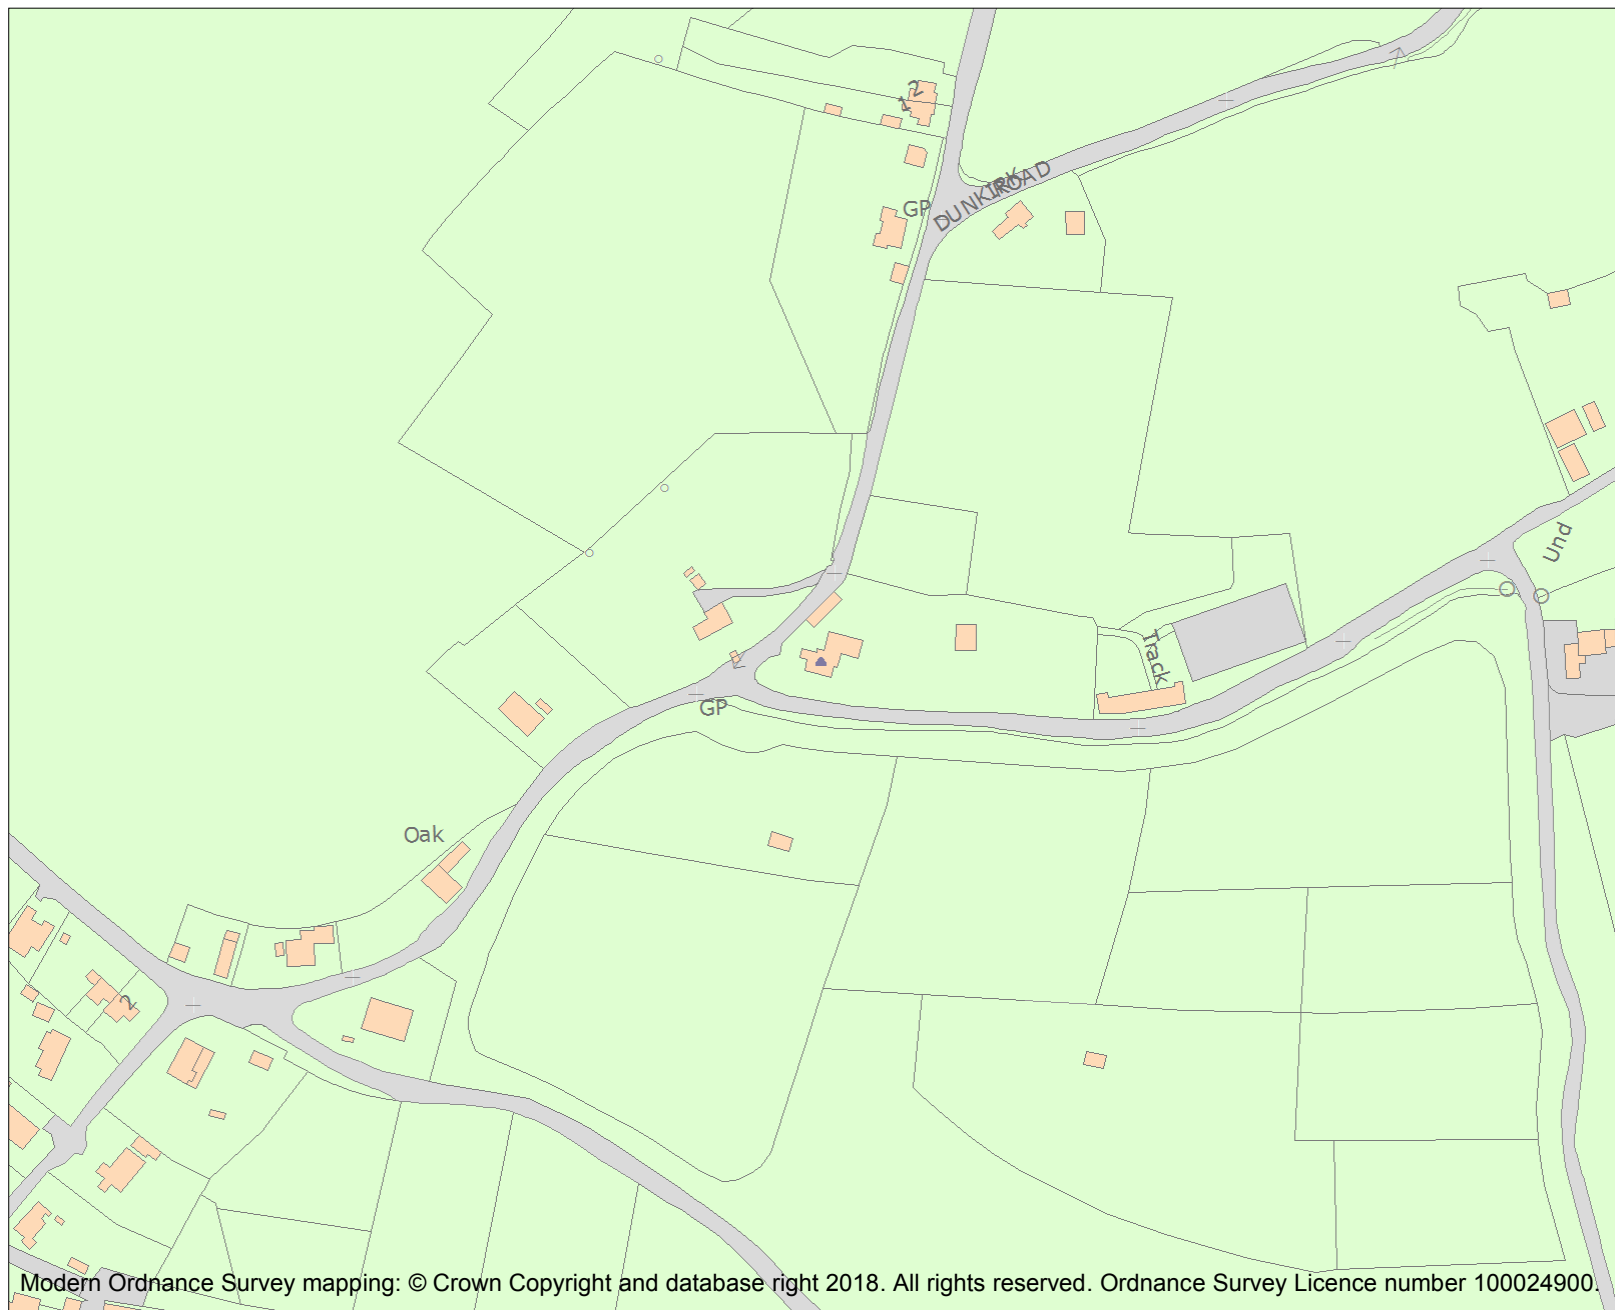 2
1
DUNKIRK ROAD
GP
Und
Track
GP
Oak
2
Modern Ordnance Survey mapping: © Crown Copyright and database right 2018. All rights reserved. Ordnance Survey Licence number 100024900.